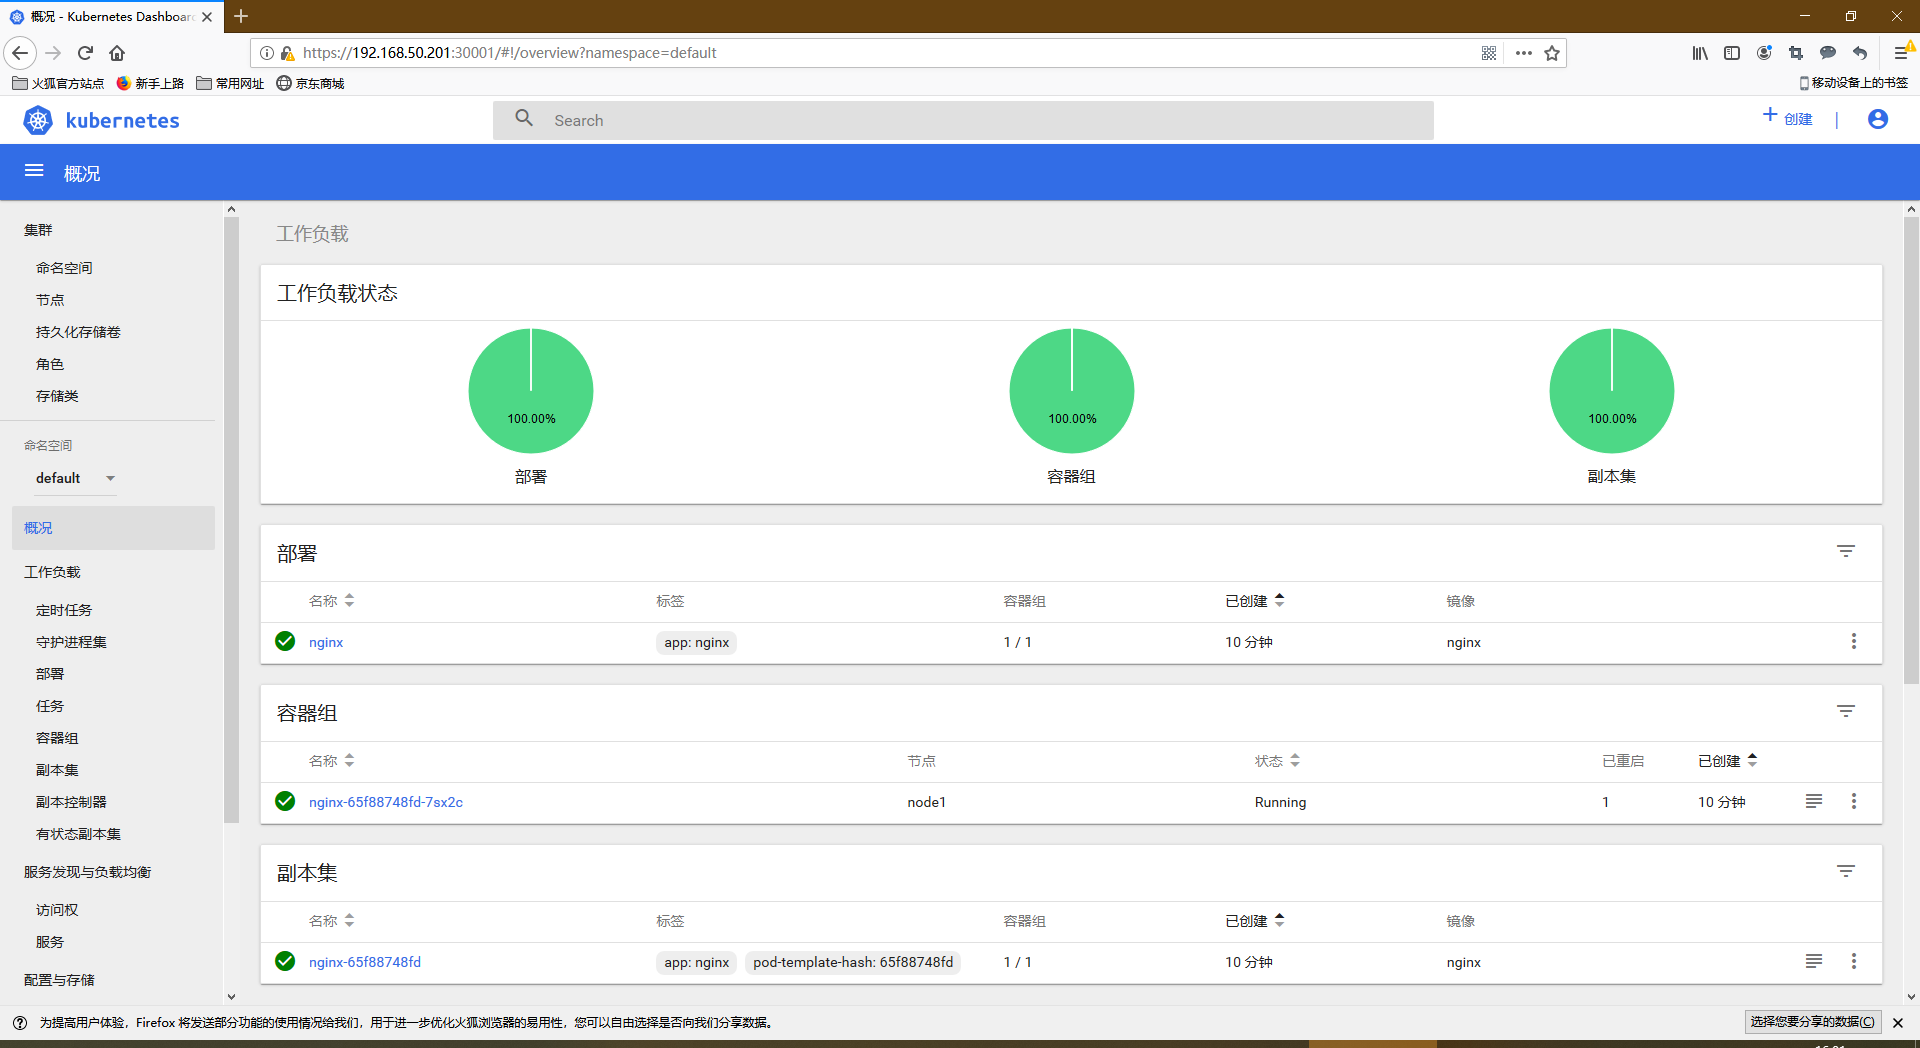 概况 - Kubernetes Dashboard
https://192.168.50.201:30001/#!/overview?namespace=default
火狐官方站点
新手上路
常用网址
京东商城
移动设备上的书签
kubernetes
Search
创建
概况
集群
命名空间
节点
持久化存储卷
角色
存储类
命名空间
default
概况
工作负载
定时任务
守护进程集
部署
任务
容器组
副本集
副本控制器
有状态副本集
服务发现与负载均衡
访问权
服务
配置与存储
工作负载
工作负载状态
100.00% 100.00% 100.00%
部署 容器组 副本集
部署
名称 标签 容器组 已创建 镜像
nginx app: nginx 1 / 1 10 分钟 nginx
容器组
名称 节点 状态 已重启 已创建
nginx-65f88748fd-7sx2c node1 Running 1 10 分钟
副本集
名称 标签 容器组 已创建 镜像
nginx-65f88748fd app: nginx pod-template-hash: 65f88748fd 1 / 1 10 分钟 nginx
为提高用户体验，Firefox 将发送部分功能的使用情况给我们，用于进一步优化火狐浏览器的易用性，您可以自由选择是否向我们分享数据。
选择您要分享的数据(C)